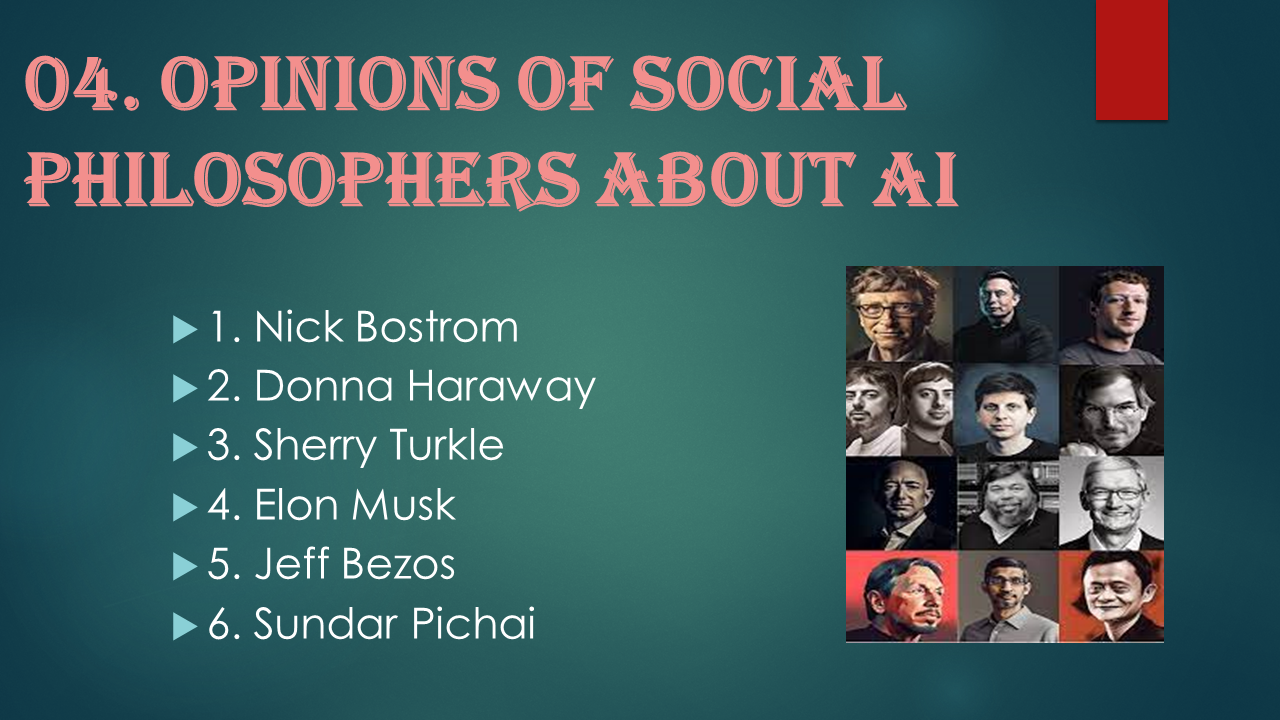 04. OPINIONS OF SOCIAL
PHILOSOPHERS ABOUT AI
1. Nick Bostrom
2. Donna Haraway
3. Sherry Turkle
4. Elon Musk
5. Jeff Bezos
6. Sundar Pichai